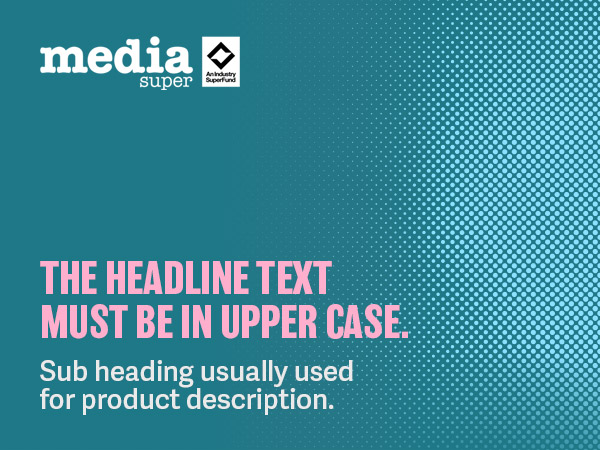 media
super
An Industry
SuperFund
THE HEADLINE TEXT
MUST BE IN UPPER CASE.
Sub heading usually used
for product description.